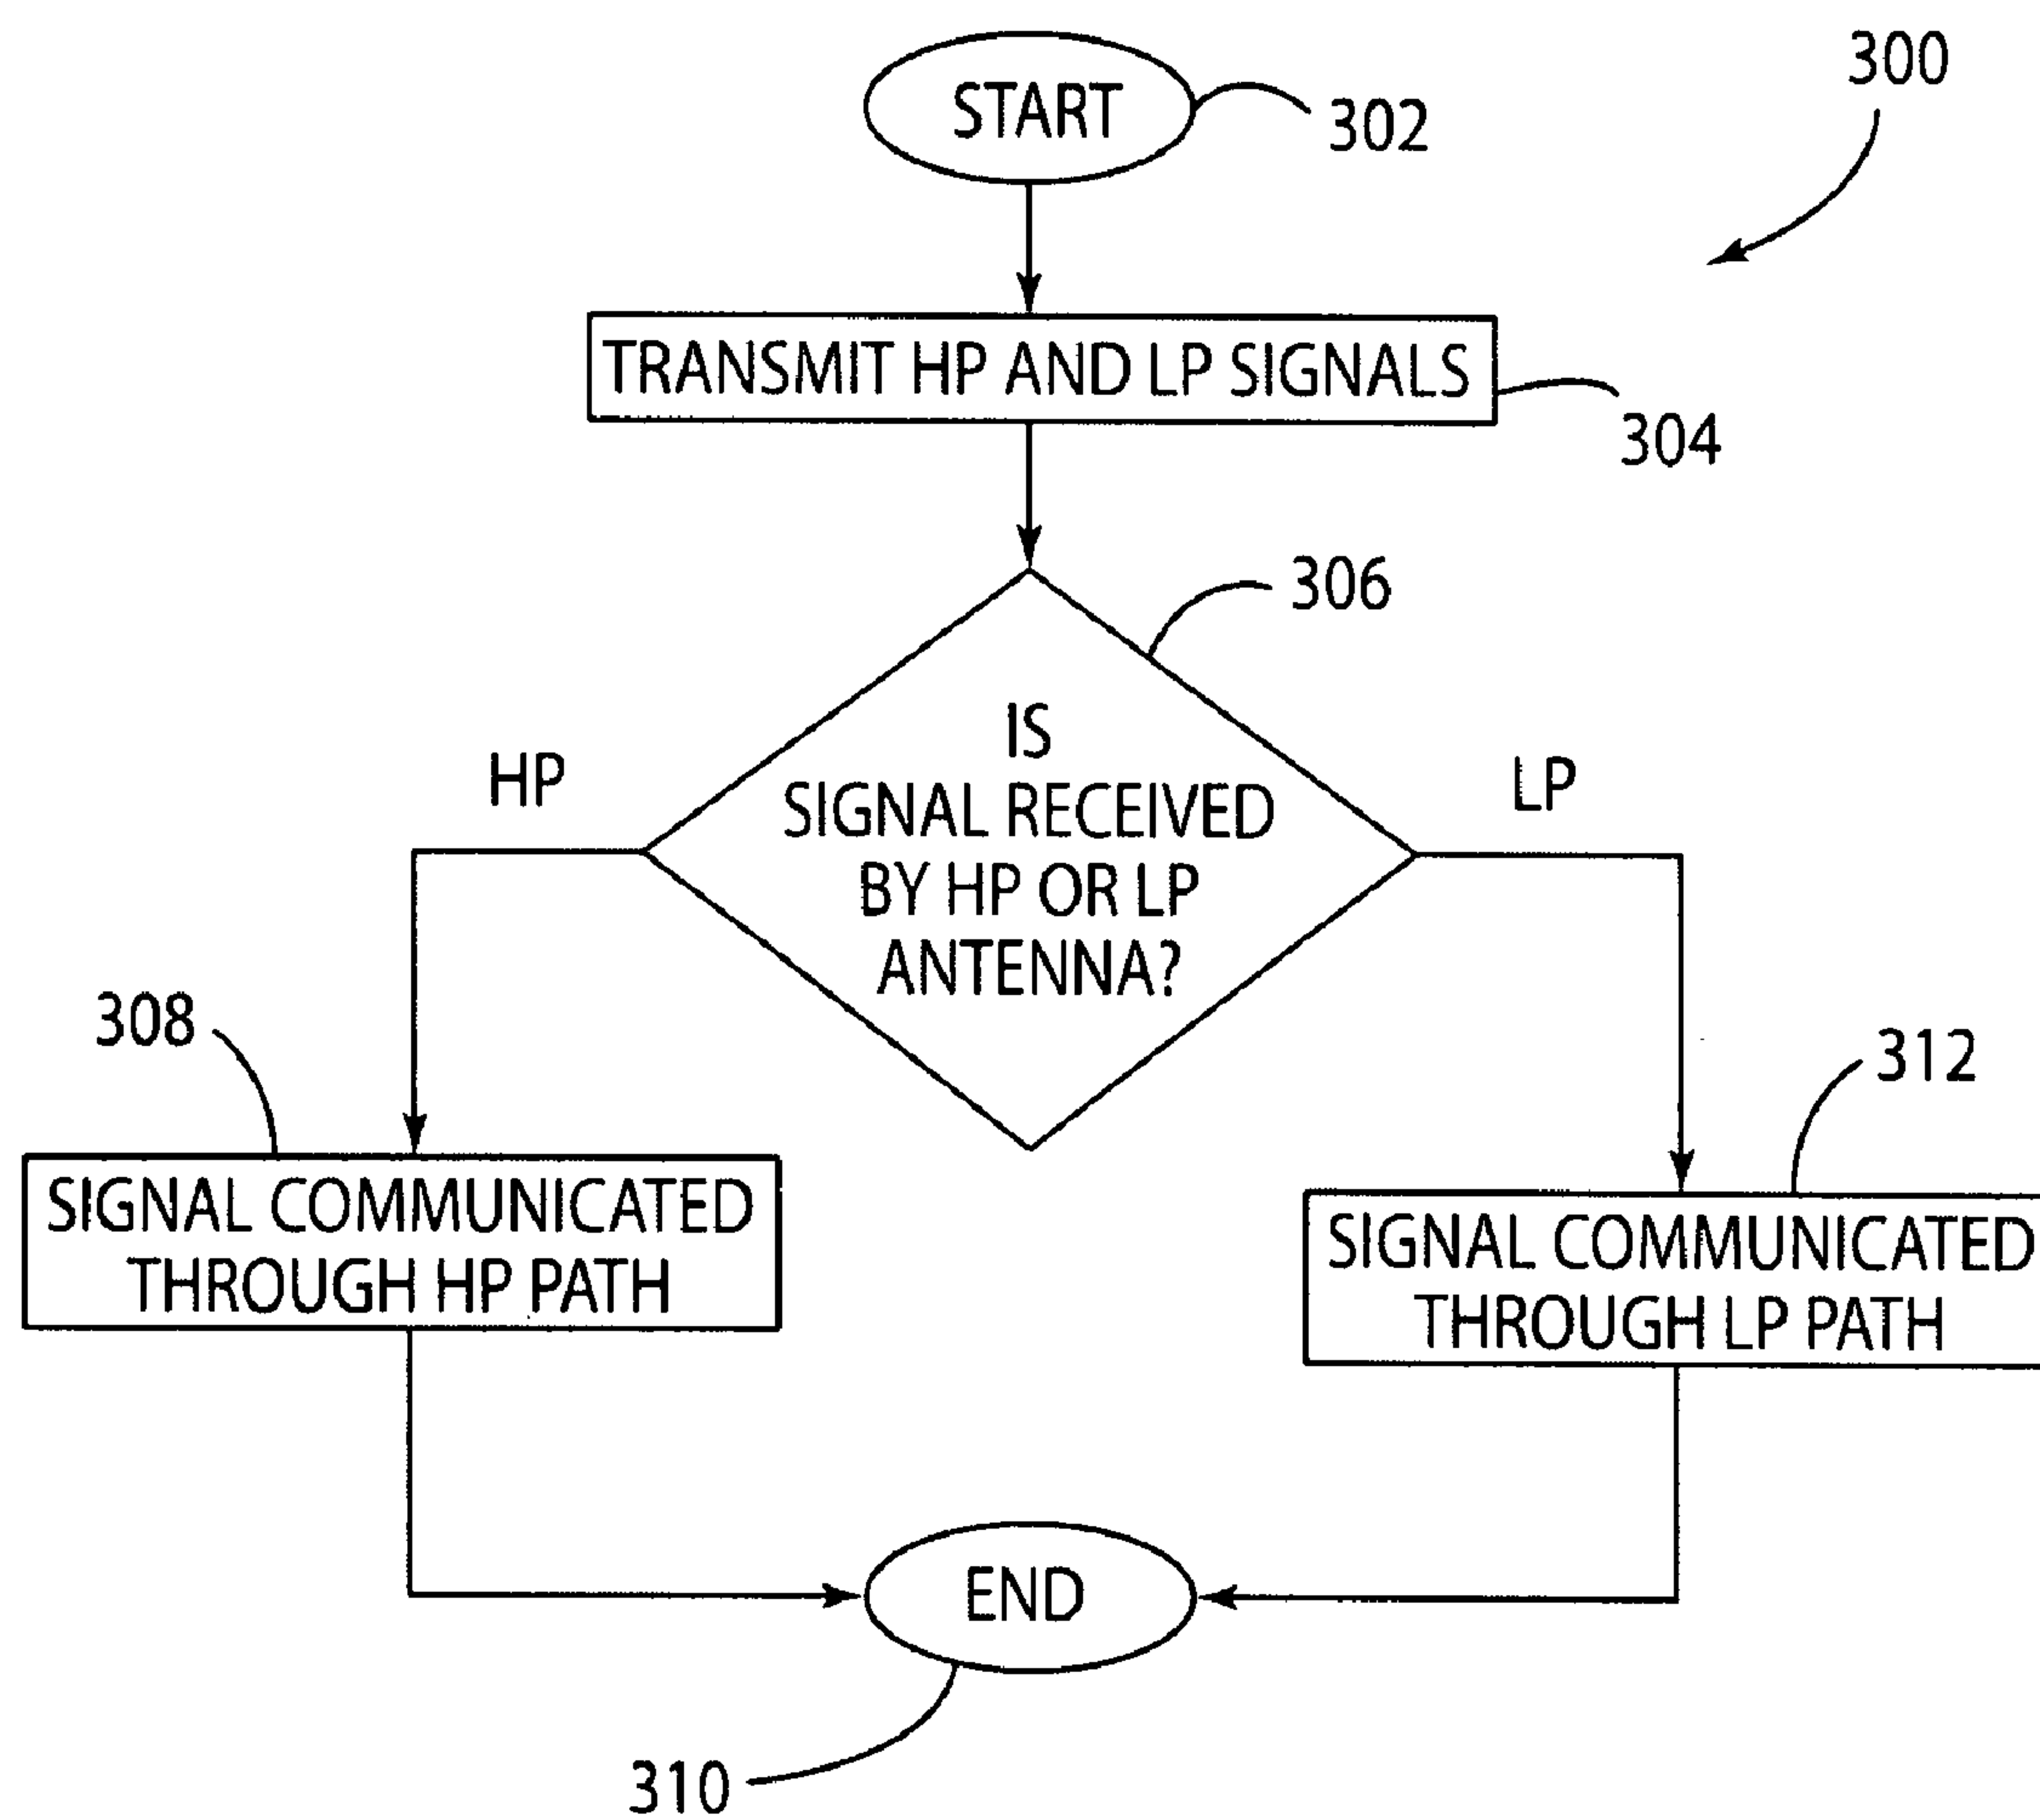 300
START
302
TRANSMIT HP AND LP SIGNALS
304
306
IS
SIGNAL RECEIVED
BY HP OR LP
ANTENNA?
HP
LP
308
312
SIGNAL COMMUNICATED
THROUGH HP PATH
SIGNAL COMMUNICATED
THROUGH LP PATH
END
310